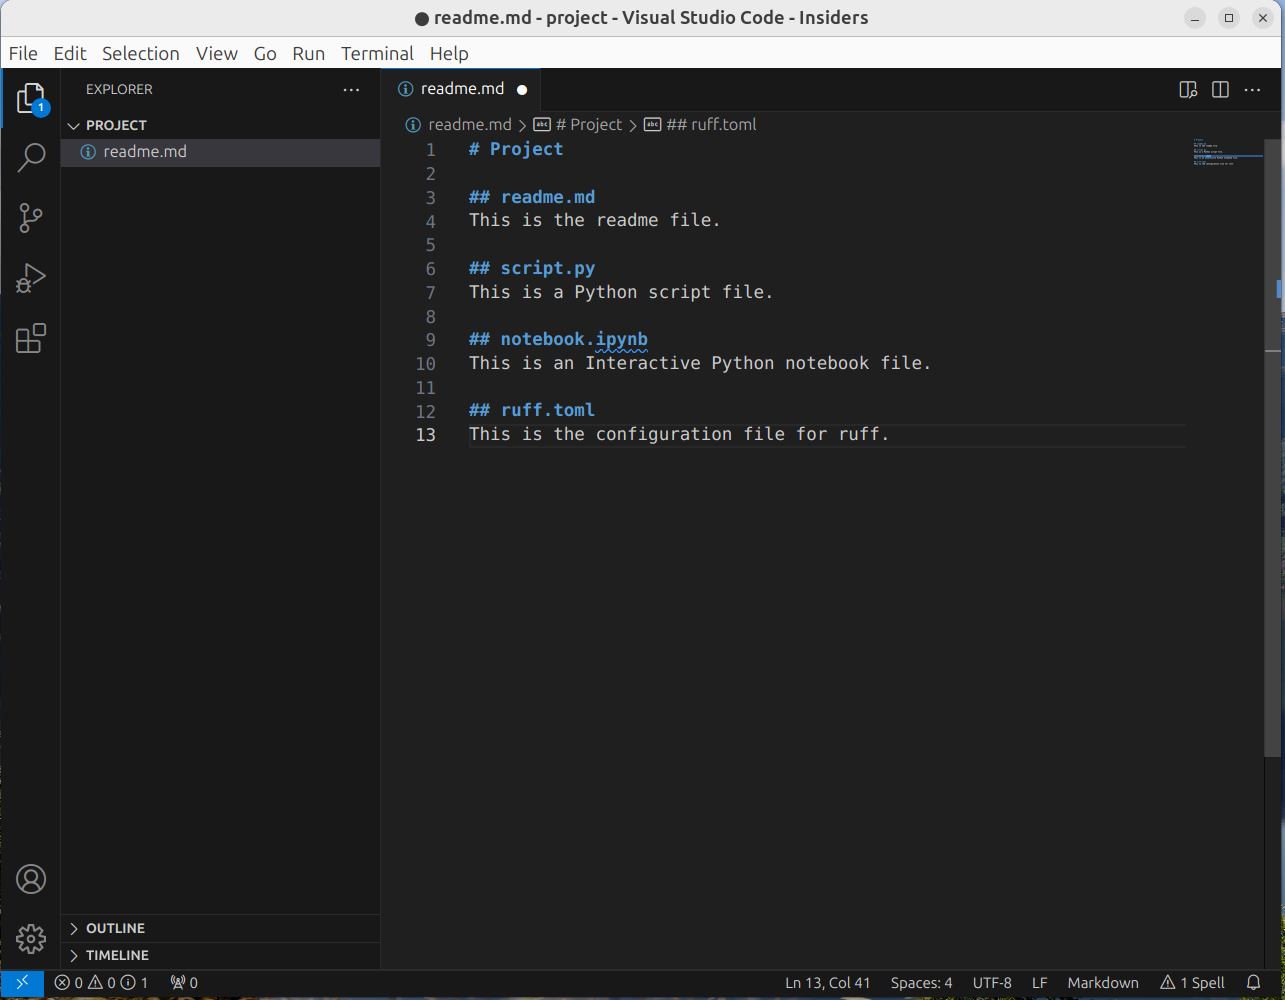 readme.md - project - Visual Studio Code - Insiders
File Edit Selection View Go Run Terminal Help
1
EXPLORER
PROJECT
readme.md
OUTLINE
TIMELINE
readme.md
readme.md > # Project > ## ruff.toml
1 # Project
2
3 ## readme.md
4 This is the readme file.
5
6 ## script.py
7 This is a Python script file.
8
9 ## notebook.ipynb
10 This is an Interactive Python notebook file.
11
12 ## ruff.toml
13 This is the configuration file for ruff.
0 0 1 0 Ln 13, Col 41 Spaces: 4 UTF-8 LF Markdown 1 Spell